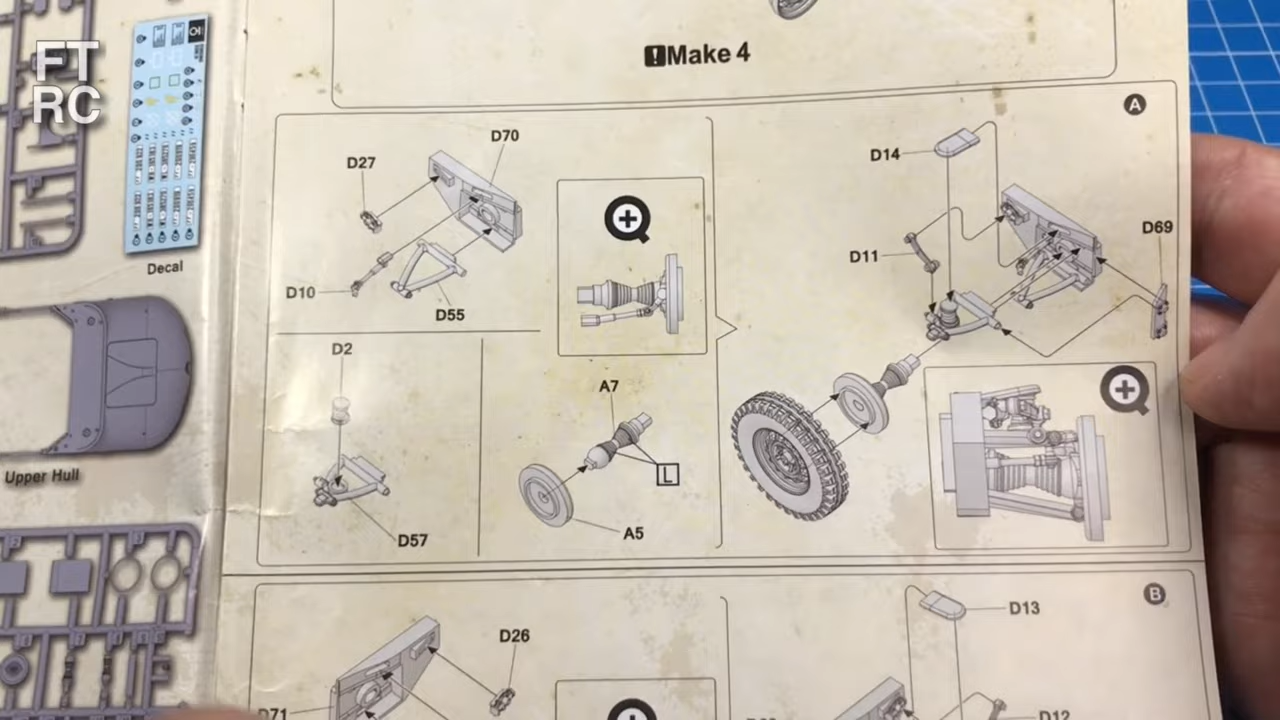 FT
RC
!Make 4
A
D70
D27
D14
D69
D11
D10
D55
Decal
D2
A7
L
Upper Hull
A5
D57
B
D13
D26
D71
D12